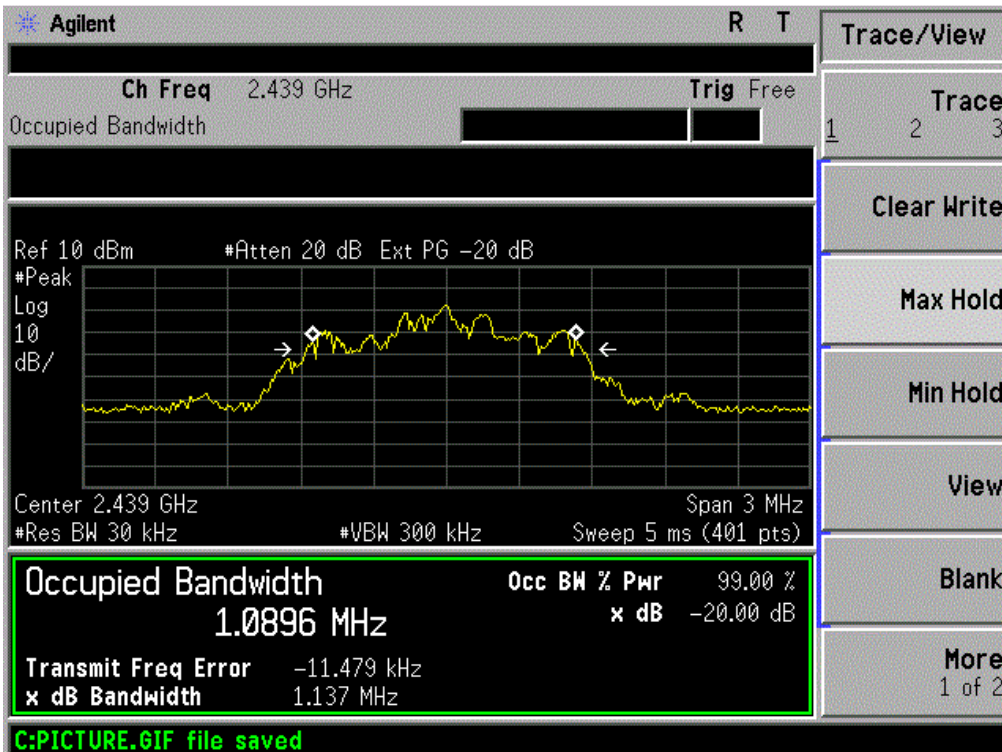 Agilent R T
Ch Freq 2.439 GHz Trig Free
Occupied Bandwidth
Ref 10 dBm #Atten 20 dB Ext PG -20 dB
#Peak
Log
10
dB/
Center 2.439 GHz Span 3 MHz
#Res BW 30 kHz #VBW 300 kHz Sweep 5 ms (401 pts)
Occupied Bandwidth Occ BW % Pwr 99.00 %
1.0896 MHz x dB -20.00 dB
Transmit Freq Error -11.479 kHz
x dB Bandwidth 1.137 MHz
C:PICTURE.GIF file saved
Trace/View
Trace
1 2 3
Clear Write
Max Hold
Min Hold
View
Blank
More
1 of 2